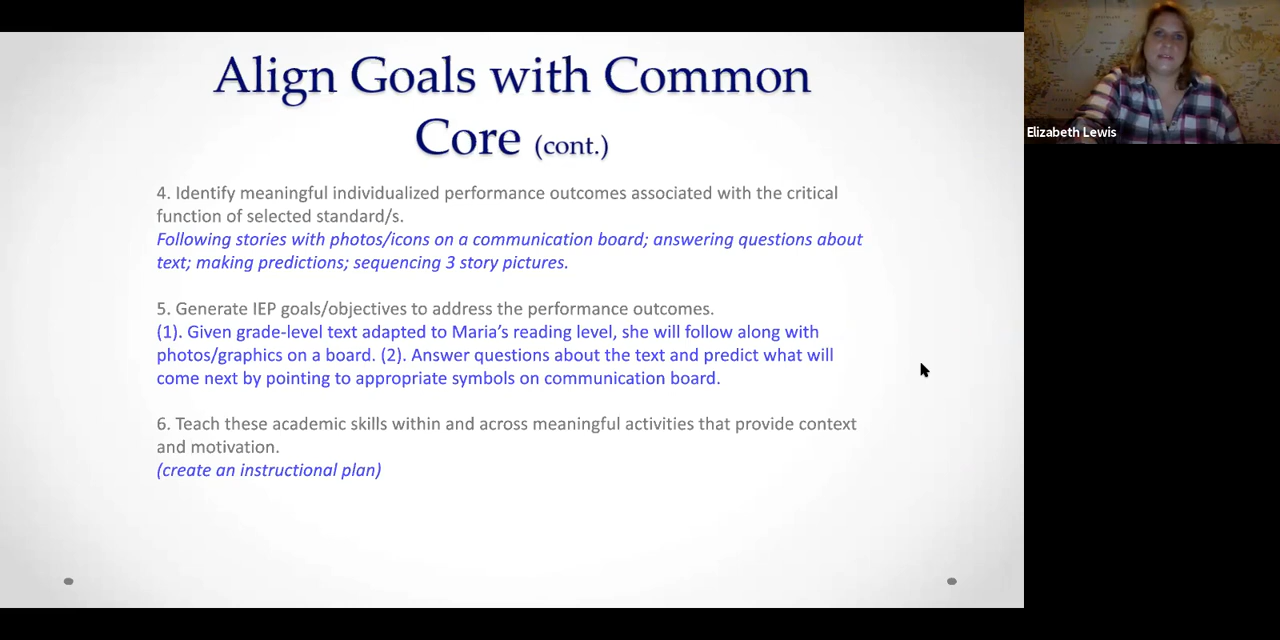 Align Goals with Common
Core (cont.)
4. Identify meaningful individualized performance outcomes associated with the critical
function of selected standard/s.
Following stories with photos/icons on a communication board; answering questions about
text; making predictions; sequencing 3 story pictures.
5. Generate IEP goals/objectives to address the performance outcomes.
(1). Given grade-level text adapted to Maria’s reading level, she will follow along with
photos/graphics on a board. (2). Answer questions about the text and predict what will
come next by pointing to appropriate symbols on communication board.
6. Teach these academic skills within and across meaningful activities that provide context
and motivation.
(create an instructional plan)
Elizabeth Lewis